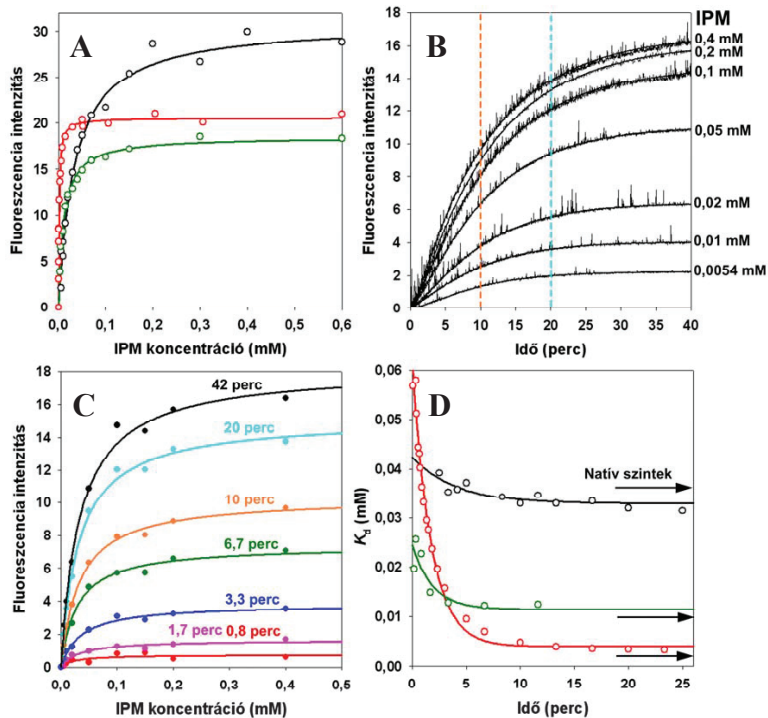 A
Fluoreszcencia intenzitás
30
25
20
15
10
5
0
0,0 0,1 0,2 0,3 0,4 0,5 0,6
IPM koncentráció (mM)
B
IPM
Fluoreszcencia intenzitás
18
16
14
12
10
8
6
4
2
0
0 5 10 15 20 25 30 35 40
Idő (perc)
0,4 mM
0,2 mM
0,1 mM
0,05 mM
0,02 mM
0,01 mM
0,0054 mM
C
Fluoreszcencia intenzitás
18
16
14
12
10
8
6
4
2
0
0,0 0,1 0,2 0,3 0,4 0,5
IPM koncentráció (mM)
42 perc
20 perc
10 perc
6,7 perc
3,3 perc
1,7 perc 0,8 perc
D
Kd (mM)
0,06
0,05
0,04
0,03
0,02
0,01
0,00
0 5 10 15 20 25
Idő (perc)
Natív szintek